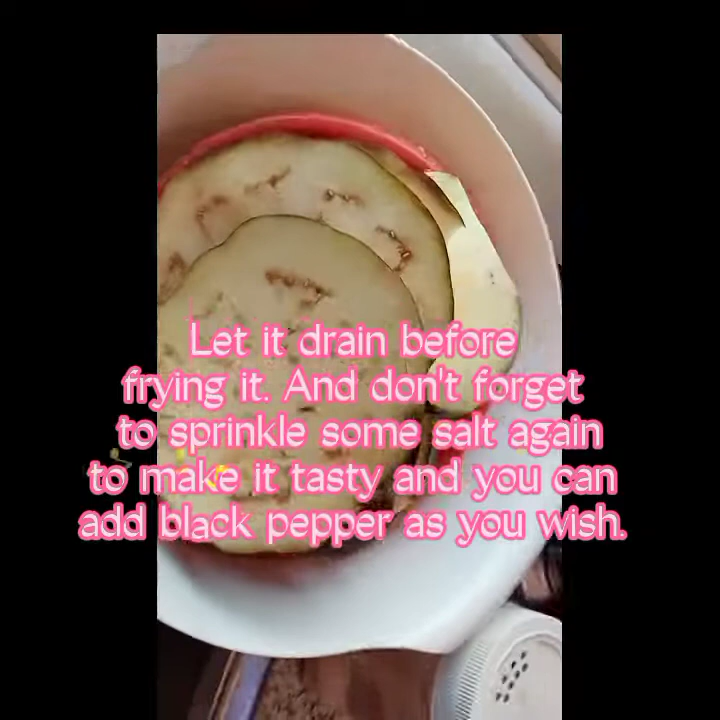 Let it drain before
frying it. And don't forget
to sprinkle some salt again
to make it tasty and you can
add black pepper as you wish.